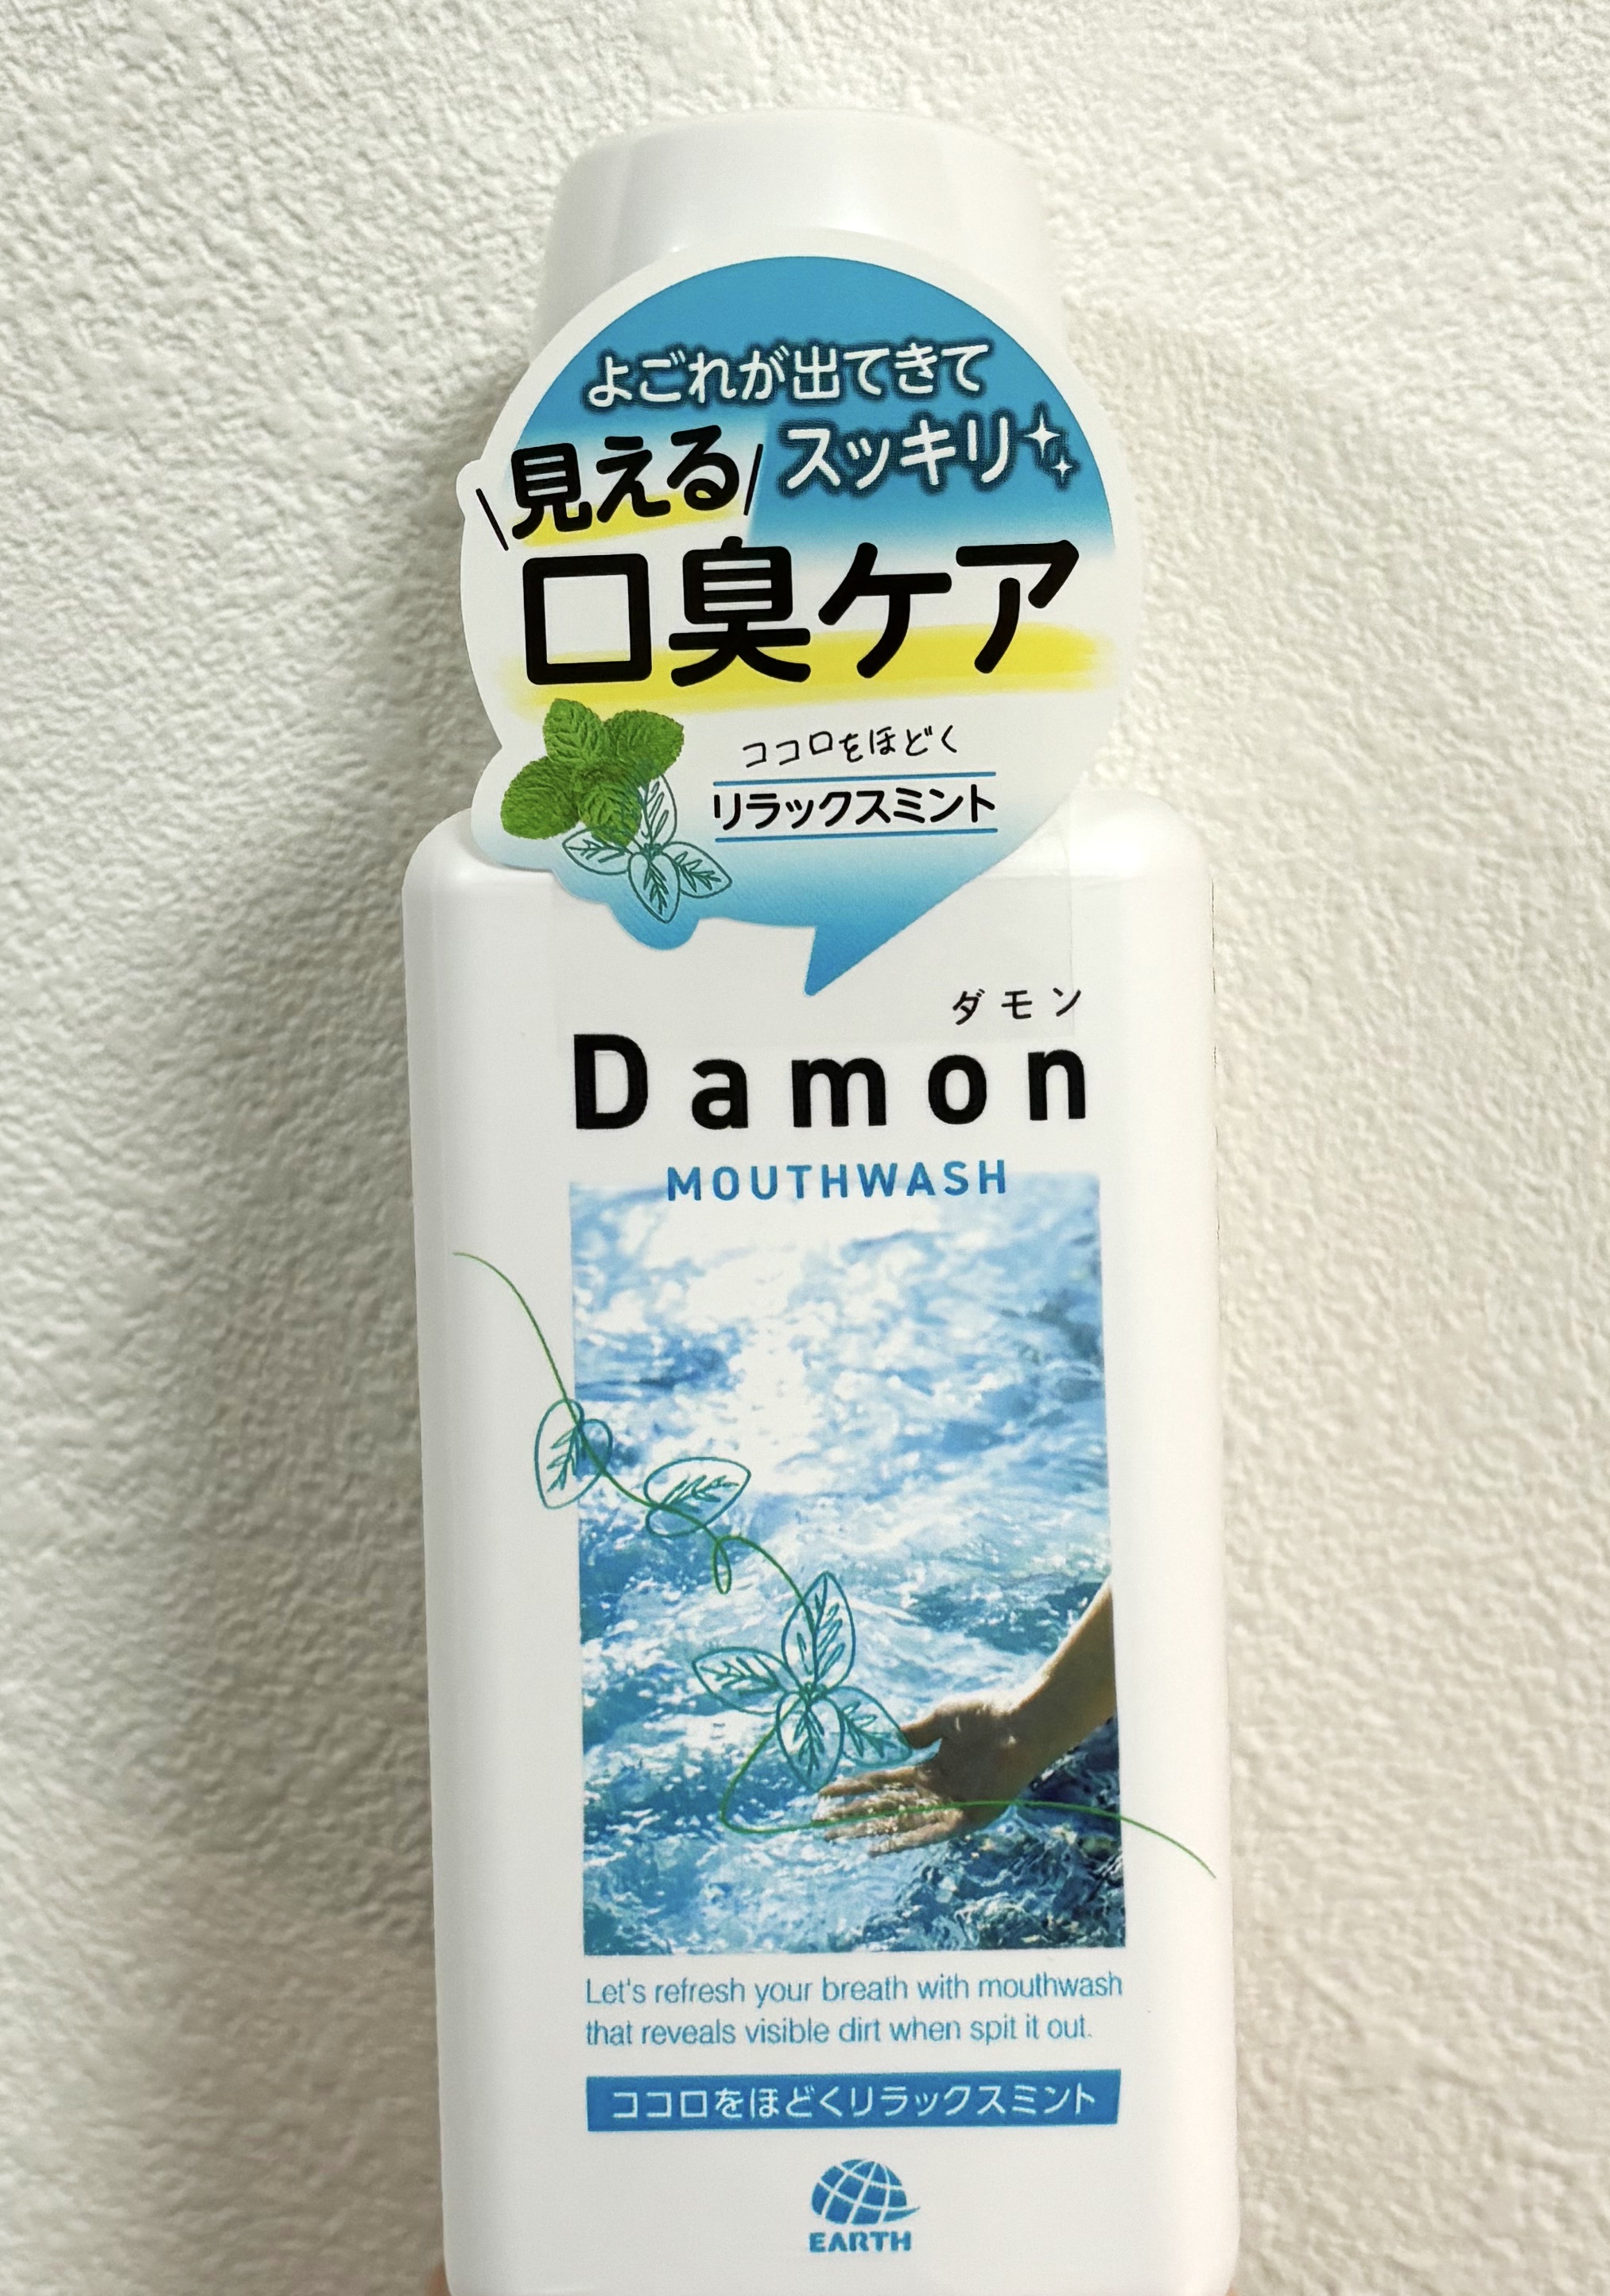 よごれが出てきて
スッキリ
\見える/
口臭ケア
ココロをほどく
リラックスミント
ダモン
Damon
MOUTHWASH
Let's refresh your breath with mouthwash
that reveals visible dirt when spit it out.
ココロをほどくリラックスミント
EARTH